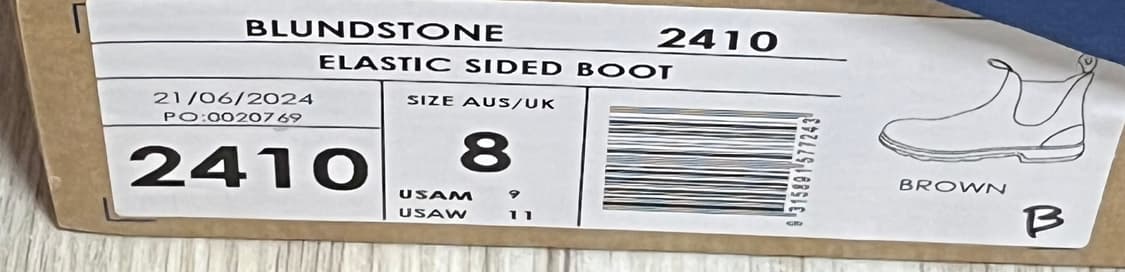 BLUNDSTONE 2410
ELASTIC SIDED BOOT
21/06/2024
PO:0020769
2410
SIZE AUS/UK
8
USAM 9
USAW 11
BROWN
B